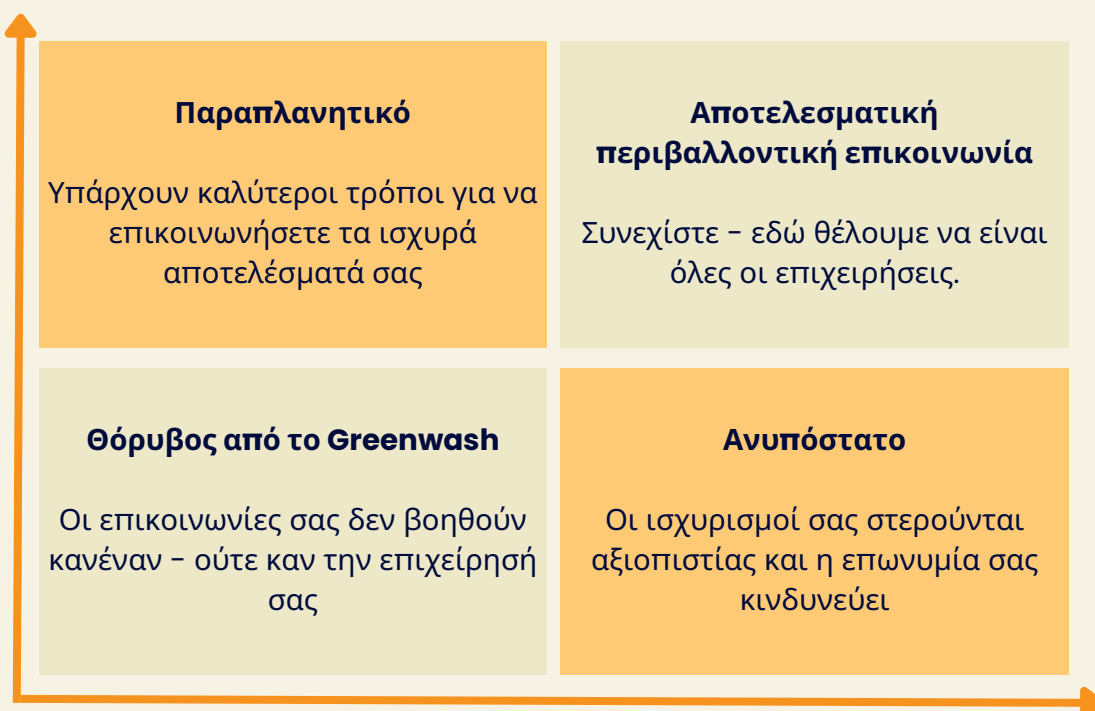 Παραπλανητικό
Υπάρχουν καλύτεροι τρόποι για να
επικοινωνήσετε τα ισχυρά
αποτελέσματά σας
Αποτελεσματική
περιβαλλοντική επικοινωνία
Συνεχίστε – εδώ θέλουμε να είναι
όλες οι επιχειρήσεις.
Θόρυβος από το Greenwash
Οι επικοινωνίες σας δεν βοηθούν
κανέναν – ούτε καν την επιχείρησή
σας
Ανυπόστατο
Οι ισχυρισμοί σας στερούνται
αξιοπιστίας και η επωνυμία σας
κινδυνεύει